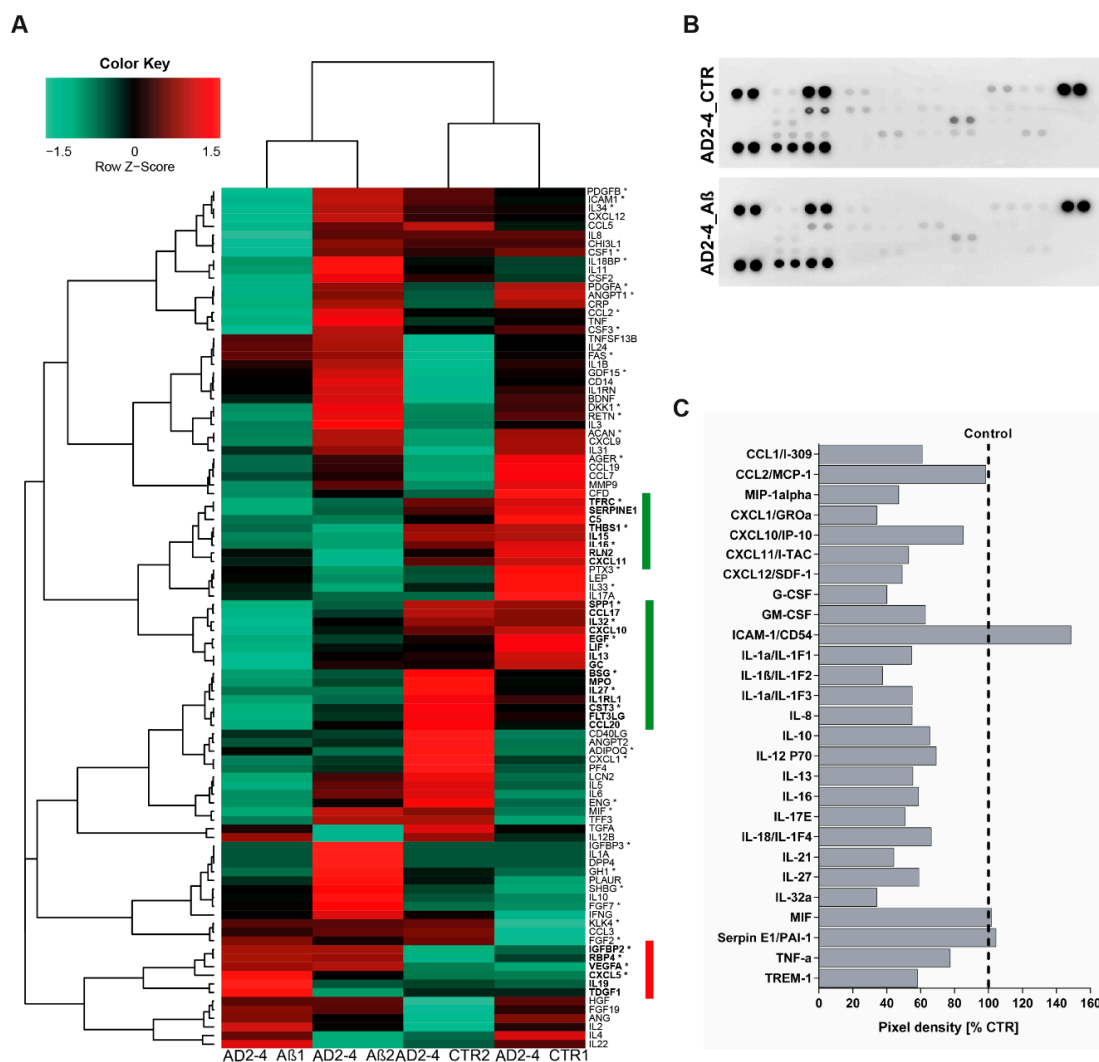 A
Color Key
−1.5
0
1.5
Row Z−Score
PDGFB *
ICAM1 *
IL34 *
CXCL12
CCL5
IL8
CHI3L1
CSF1 *
IL18BP *
IL11
CSF2
PDGFA *
ANGPT1 *
CRP
CCL2 *
TNF
CSF3 *
TNFSF13B
IL24
FAS *
IL1B
GDF15 *
CD14
IL1RN
BDNF
DKK1 *
RETN *
IL3
ACAN *
CXCL9
IL31
AGER *
CCL19
CCL7
MMP9
CFD
TFRC *
SERPINE1
C5
THBS1 *
IL15
IL16 *
RLN2
CXCL11
PTX3 *
LEP
IL33 *
IL17A
SPP1 *
CCL17
IL32 *
CXCL10
EGF *
LIF *
IL13
GC
BSG *
MPO
IL27 *
IL1RL1
CST3 *
FLT3LG
CCL20
CD40LG
ANGPT2
ADIPOQ *
CXCL1 *
PF4
LCN2
IL5
IL6
ENG *
MIF *
TFF3
TGFA
IL12B
IGFBP3 *
IL1A
DPP4
GH1 *
PLAUR
SHBG *
IL10
FGF7 *
IFNG
KLK4 *
CCL3
FGF2 *
IGFBP2 *
RBP4 *
VEGFA *
CXCL5 *
IL19
TDGF1
HGF
FGF19
ANG
IL2
IL4
IL22
AD2-4 Aß1 AD2-4 Aß2 AD2-4 CTR2 AD2-4 CTR1
B
AD2-4_CTR
AD2-4_Aß
C
Control
CCL1/I-309
CCL2/MCP-1
MIP-1alpha
CXCL1/GROa
CXCL10/IP-10
CXCL11/I-TAC
CXCL12/SDF-1
G-CSF
GM-CSF
ICAM-1/CD54
IL-1a/IL-1F1
IL-1ß/IL-1F2
IL-1a/IL-1F3
IL-8
IL-10
IL-12 P70
IL-13
IL-16
IL-17E
IL-18/IL-1F4
IL-21
IL-27
IL-32a
MIF
Serpin E1/PAI-1
TNF-a
TREM-1
0 20 40 60 80 100 120 140 160
Pixel density [% CTR]